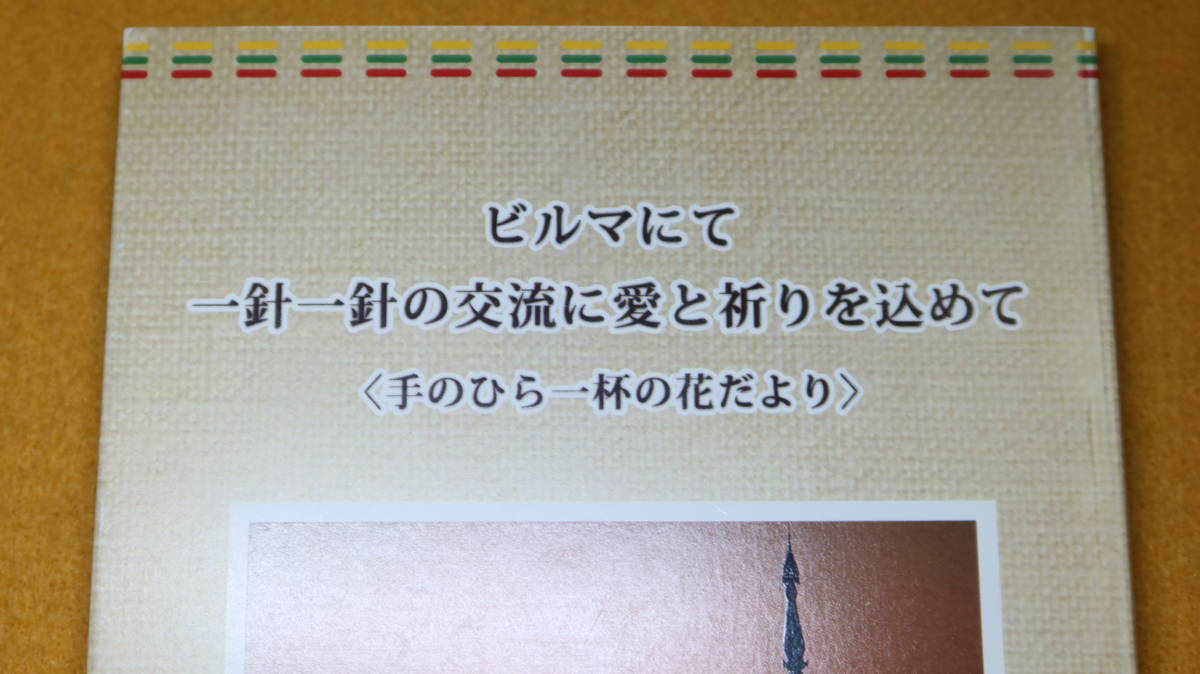 ビルマにて
一針一針の交流に愛と祈りを込めて
〈手のひら一杯の花だより〉